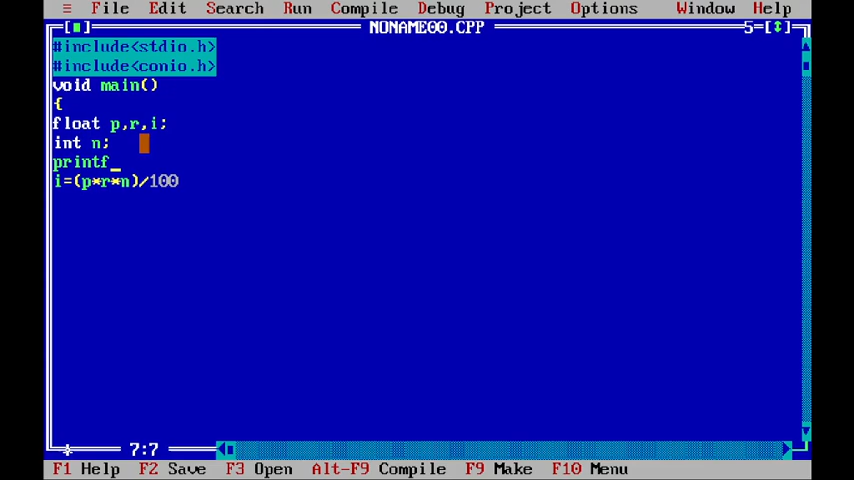 ≡ File Edit Search Run Compile Debug Project Options Window Help
[■] NONAME00.CPP 5=[↕]
#include<stdio.h>
#include<conio.h>
void main()
{
float p,r,i;
int n;
printf_
i=(p*r*n)/100
7:7
F1 Help F2 Save F3 Open Alt-F9 Compile F9 Make F10 Menu